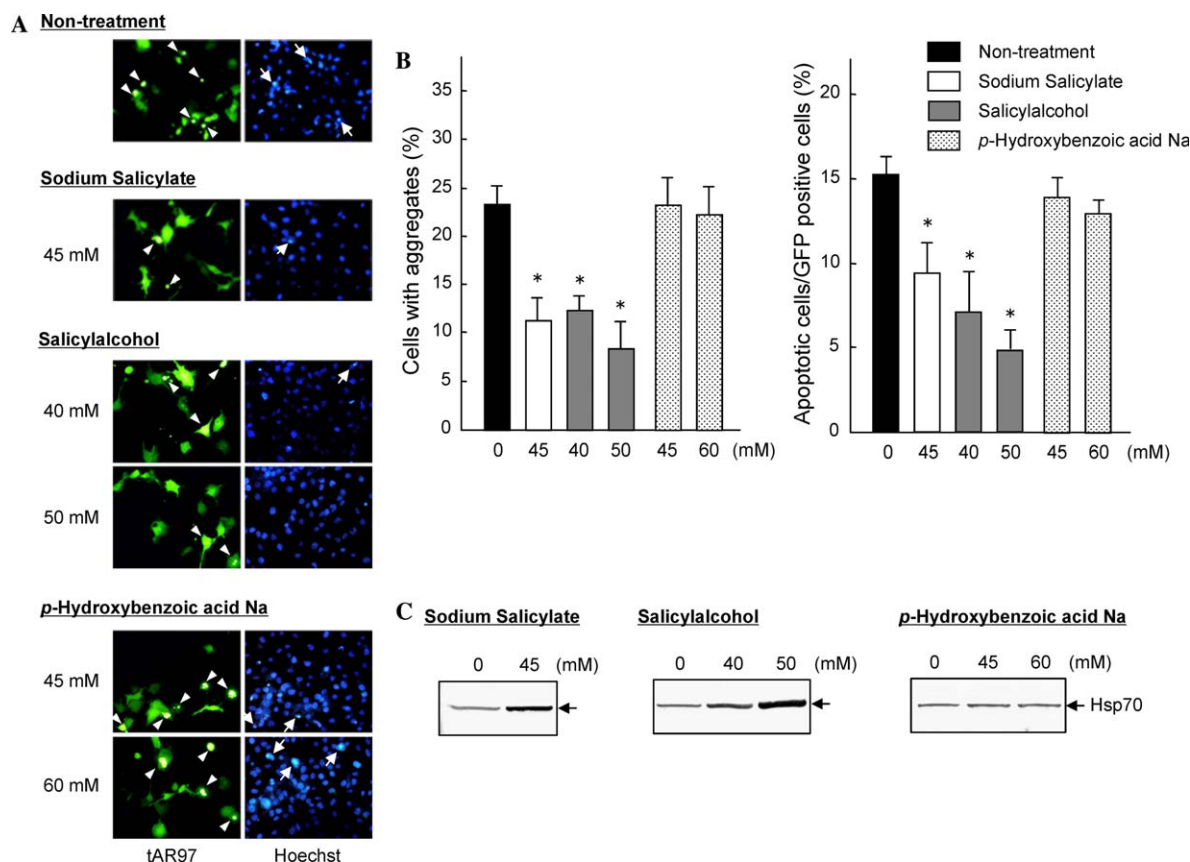 A
Non-treatment
Sodium Salicylate
45 mM
Salicylalcohol
40 mM
50 mM
p-Hydroxybenzoic acid Na
45 mM
60 mM
tAR97 Hoechst
B
Cells with aggregates (%)
35
30
25
20
15
10
5
0
0 45 40 50 45 60 (mM)
Apoptotic cells/GFP positive cells (%)
20
15
10
5
0
* * *
* * *
Non-treatment
Sodium Salicylate
Salicylalcohol
p-Hydroxybenzoic acid Na
0 45 40 50 45 60 (mM)
C
Sodium Salicylate Salicylalcohol p-Hydroxybenzoic acid Na
0 45 (mM) 0 40 50 (mM) 0 45 60 (mM)
Hsp70